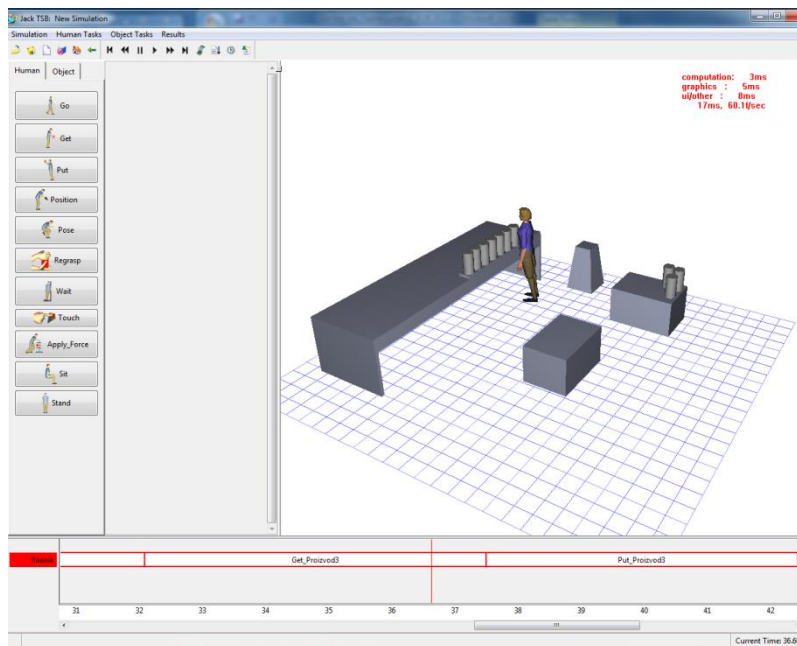 Jack TSB: New Simulation
Simulation Human Tasks Object Tasks Results
Human Object
Go
Get
Put
Position
Pose
Regrasp
Wait
Touch
Apply_Force
Sit
Stand
computation: 3ms
graphics : 5ms
ui/other : 8ms
17ms, 60.1f/sec
Get_Proizvod3 Put_Proizvod3
31 32 33 34 35 36 37 38 39 40 41 42
Current Time: 36.6